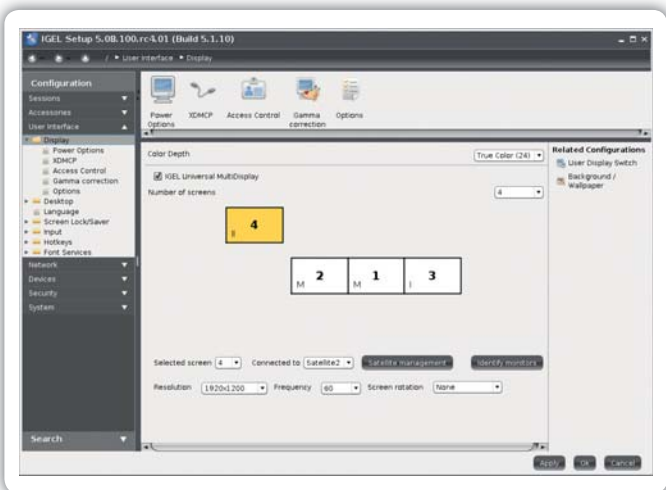 IGEL Setup 5.08.100.rc4.01 (Build 5.1.10)
/ User Interface Display
Configuration
Sessions
Accessories
User Interface
Display
Power Options
XDMCP
Access Control
Gamma correction
Options
Desktop
Language
Screen Lock/Saver
Input
Hotkeys
Font Services
Network
Devices
Security
System
Search
Power Options
XDMCP
Access Control
Gamma correction
Options
Color Depth
True Color (24)
IGEL Universal MultiDisplay
Number of screens
4
4
II
M 2
M 1
I 3
Selected screen 4 Connected to Satellite2 Satellite management Identify monitors
Resolution 1920x1200 Frequency 60 Screen rotation None
Related Configurations
User Display Switch
Background / Wallpaper
Apply Ok Cancel